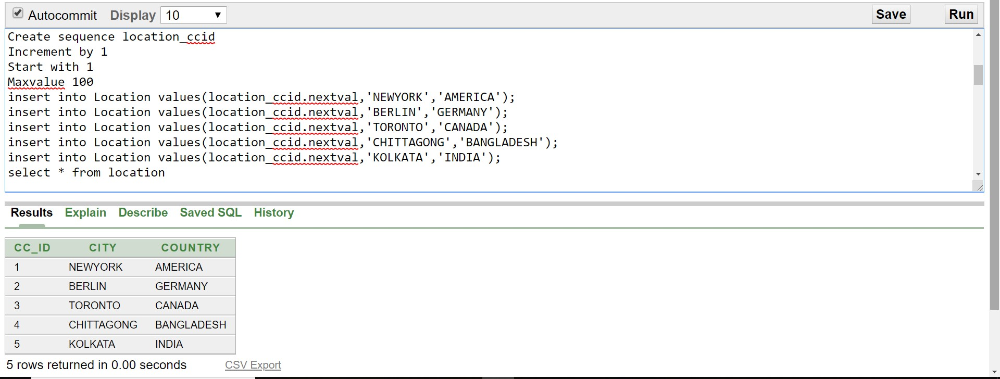 Autocommit Display 10 Save Run
Create sequence location_ccid
Increment by 1
Start with 1
Maxvalue 100
insert into Location values(location_ccid.nextval,'NEWYORK','AMERICA');
insert into Location values(location_ccid.nextval,'BERLIN','GERMANY');
insert into Location values(location_ccid.nextval,'TORONTO','CANADA');
insert into Location values(location_ccid.nextval,'CHITTAGONG','BANGLADESH');
insert into Location values(location_ccid.nextval,'KOLKATA','INDIA');
select * from location
Results Explain Describe Saved SQL History
CC_ID CITY COUNTRY
1 NEWYORK AMERICA
2 BERLIN GERMANY
3 TORONTO CANADA
4 CHITTAGONG BANGLADESH
5 KOLKATA INDIA
5 rows returned in 0.00 seconds CSV Export